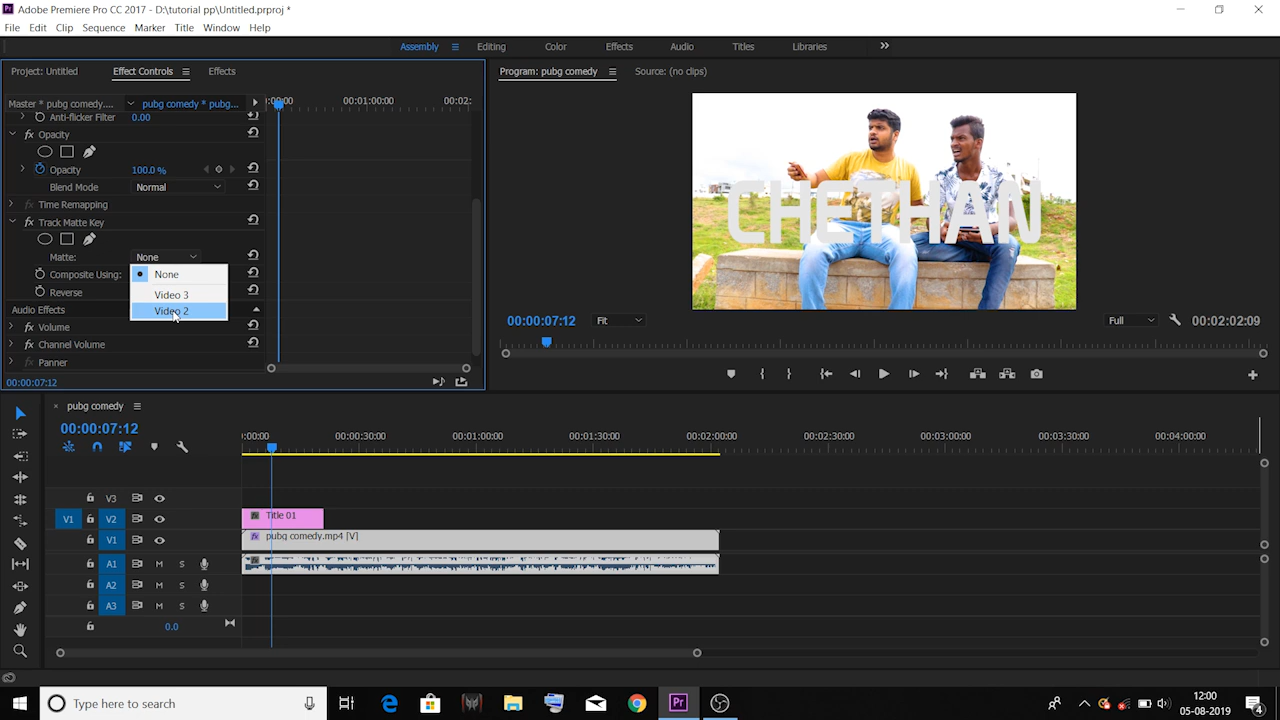 Adobe Premiere Pro CC 2017 - D:\tutorial pp\Untitled.prproj *
File Edit Clip Sequence Marker Title Window Help
Assembly Editing Color Effects Audio Titles Libraries
Project: Untitled Effect Controls Effects
Program: pubg comedy Source: (no clips)
Master * pubg comedy.... pubg comedy * pubg... :00:00 00:01:00:00 00:02:
Anti-flicker Filter 0.00
fx Opacity
Opacity 100.0 %
Blend Mode Normal
fx Time Remapping
fx Track Matte Key
Matte: None
Composite Using:
Reverse
None
Video 3
Video 2
Audio Effects
fx Volume
fx Channel Volume
fx Panner
00:00:07:12
CHETHAN
00:00:07:12 Fit Full 00:02:02:09
pubg comedy
00:00:07:12
:00:00 00:00:30:00 00:01:00:00 00:01:30:00 00:02:00:00 00:02:30:00 00:03:00:00 00:03:30:00 00:04:00:00
V3
V1 V2 fx Title 01
V1 fx pubg comedy.mp4 [V]
A1 M S fx
A2 M S
A3 M S
0.0
Type here to search
Pr
12:00
05-08-2019
4